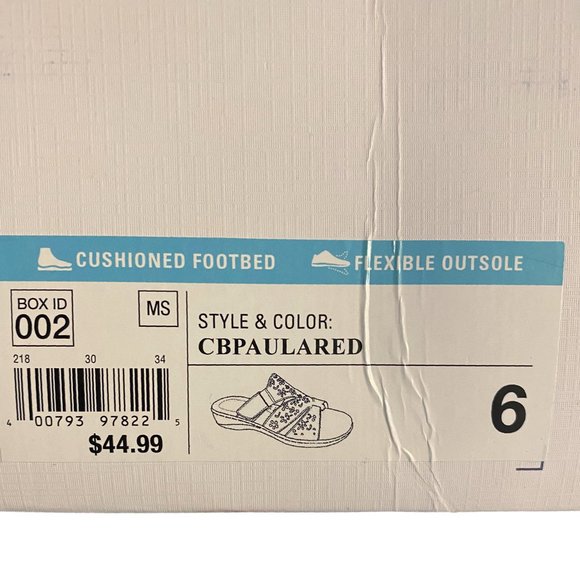 CUSHIONED FOOTBED
FLEXIBLE OUTSOLE
BOX ID
002
MS
STYLE & COLOR:
CBPAULARED
218 30 34
4 00793 97822 5
$44.99
6